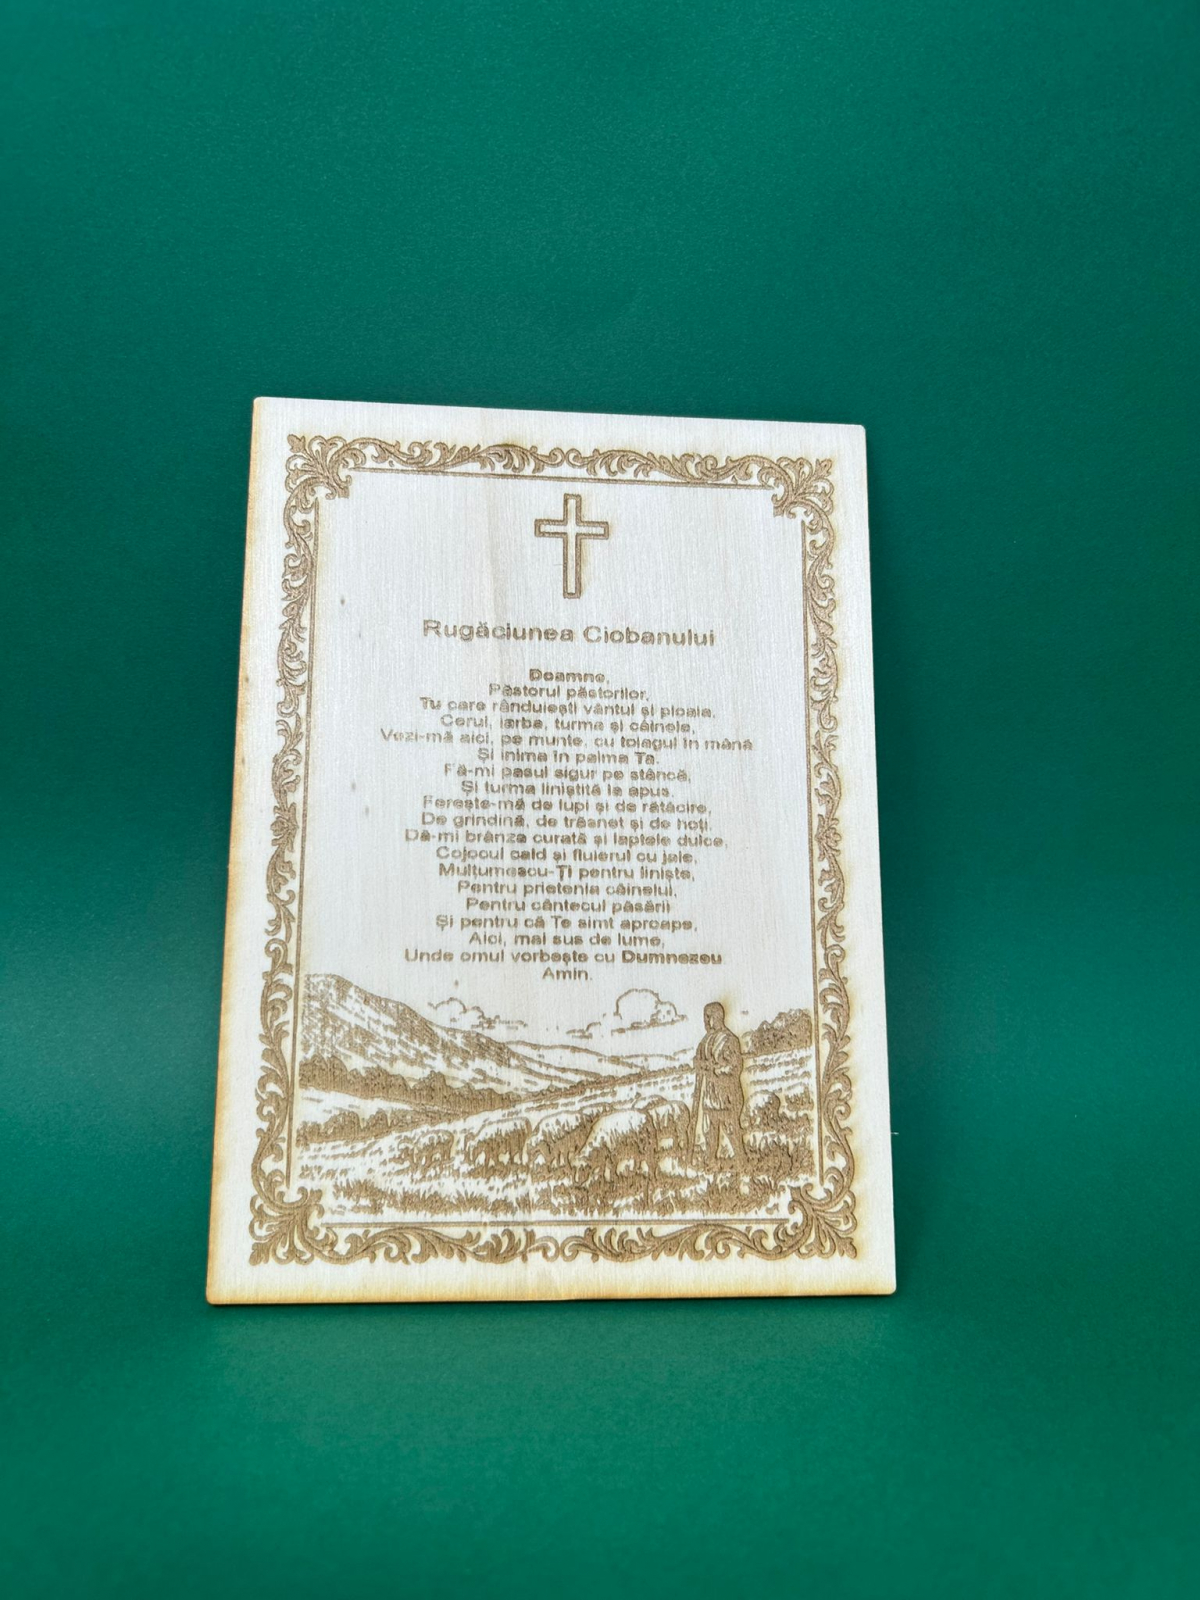 Rugăciunea Ciobanului
Doamne,
Păstorul păstorilor,
Tu care rânduiești vântul și ploaia,
Cerul, iarba, turma și câinele,
Vezi-mă aici, pe munte, cu toiagul în mână
Și inima în palma Ta.
Fă-mi pasul sigur pe stâncă,
Și turma liniștită la apus.
Ferește-mă de lupi și de rătăcire,
De grindină, de trăsnet și de hoți.
Dă-mi brânza curată și laptele dulce,
Cojocul cald și fluierul cu jale,
Mulțumescu-Ți pentru liniște,
Pentru prietenia câinelui,
Pentru cântecul păsării
Și pentru că Te simt aproape,
Aici, mai sus de lume,
Unde omul vorbește cu Dumnezeu
Amin.